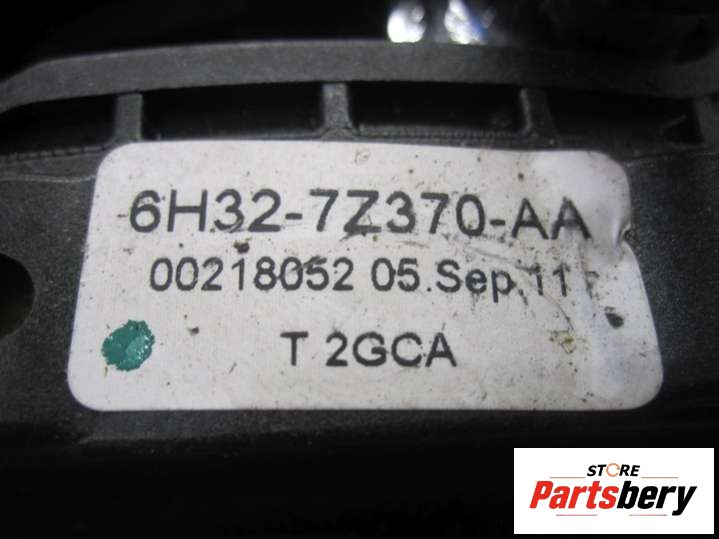 6H32-7Z370-AA
00218052 05.Sep.11
T 2GCA
STORE
Partsbery